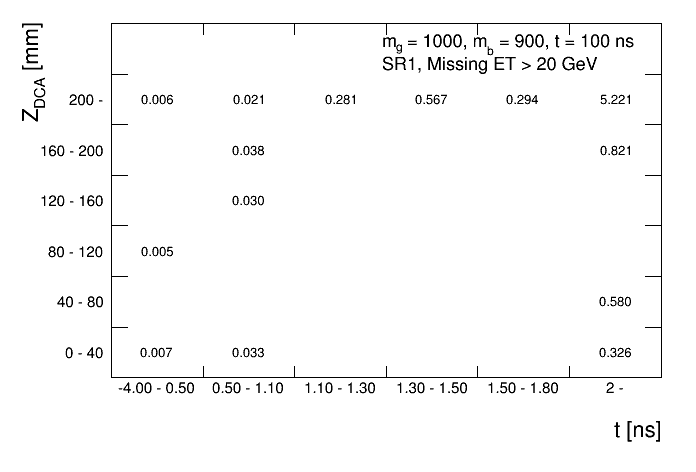 Z_DCA [mm]
m_g = 1000, m_b = 900, t = 100 ns
SR1, Missing ET > 20 GeV
200 - 0.006 0.021 0.281 0.567 0.294 5.221
160 - 200 0.038 0.821
120 - 160 0.030
80 - 120 0.005
40 - 80 0.580
0 - 40 0.007 0.033 0.326
-4.00 - 0.50 0.50 - 1.10 1.10 - 1.30 1.30 - 1.50 1.50 - 1.80 2 -
t [ns]